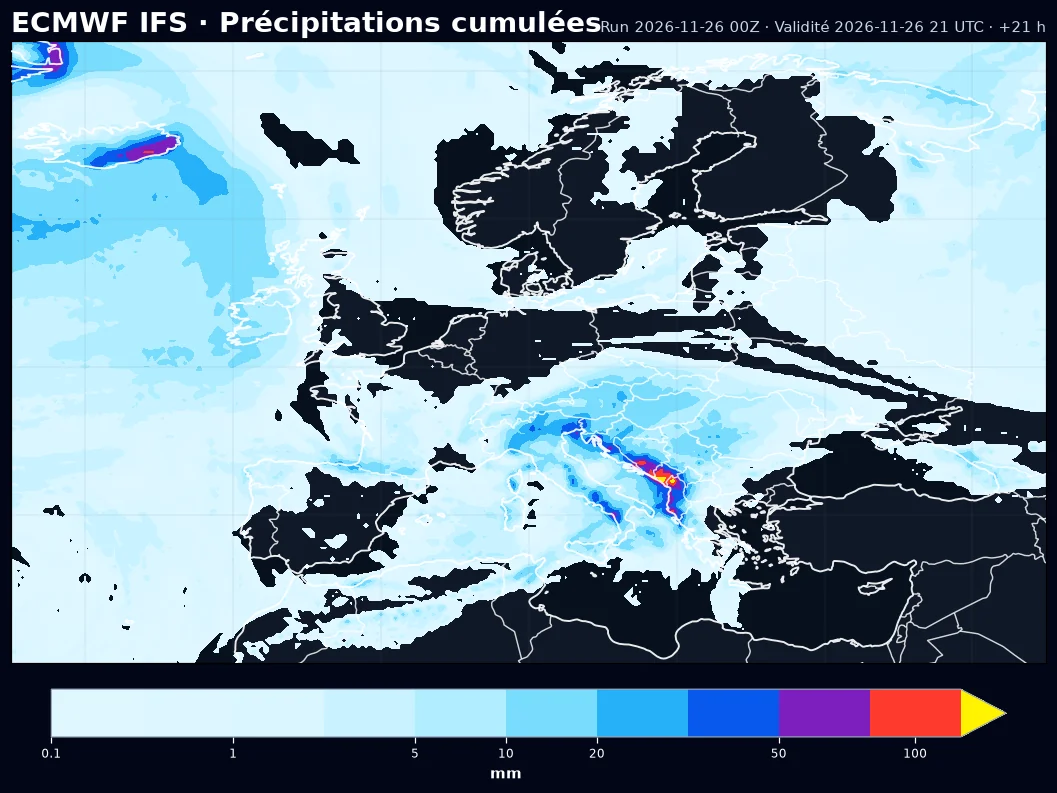 ECMWF IFS · Précipitations cumulées
Run 2026-11-26 00Z · Validité 2026-11-26 21 UTC · +21 h
0.1 1 5 10 20 50 100
mm